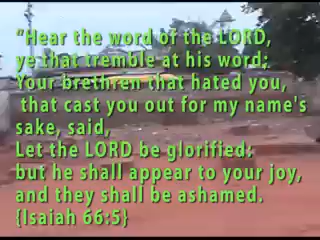 “Hear the word of the LORD,
ye that tremble at his word;
Your brethren that hated you,
that cast you out for my name's
sake, said,
Let the LORD be glorified:
but he shall appear to your joy,
and they shall be ashamed.
{Isaiah 66:5}